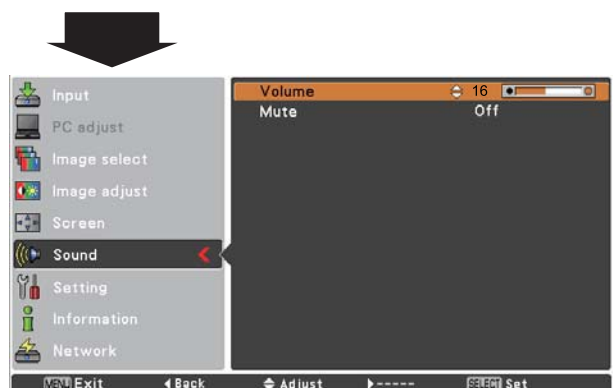 Input
PC adjust
Image select
Image adjust
Screen
Sound
Setting
Information
Network
Volume 16
Mute Off
MENU Exit Back Adjust ----- SELECT Set